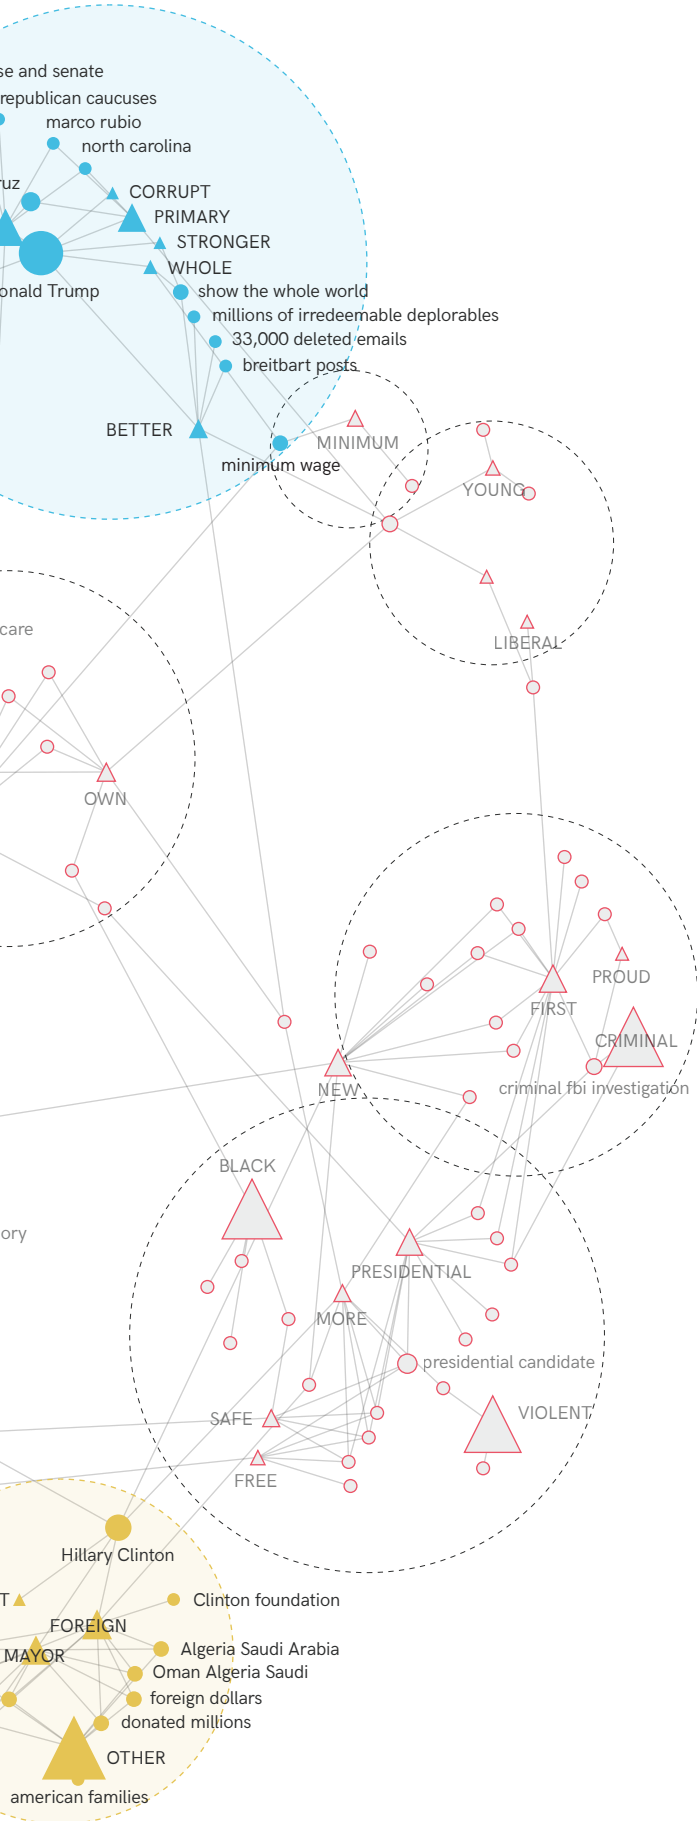 se and senate
republican caucuses
marco rubio
north carolina
ruz
CORRUPT
PRIMARY
STRONGER
WHOLE
onald Trump
show the whole world
millions of irredeemable deplorables
33,000 deleted emails
breitbart posts
BETTER
MINIMUM
minimum wage
YOUNG
care
LIBERAL
OWN
PROUD
FIRST
CRIMINAL
NEW
criminal fbi investigation
BLACK
ory
PRESIDENTIAL
MORE
presidential candidate
SAFE
VIOLENT
FREE
Hillary Clinton
T
Clinton foundation
FOREIGN
MAYOR
Algeria Saudi Arabia
Oman Algeria Saudi
foreign dollars
donated millions
OTHER
american families